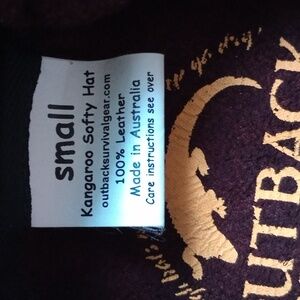 small
Kangaroo Softy Hat
outbacksurvivalgear.com
100% Leather
Made in Australia
Care instructions see over
UTBACK